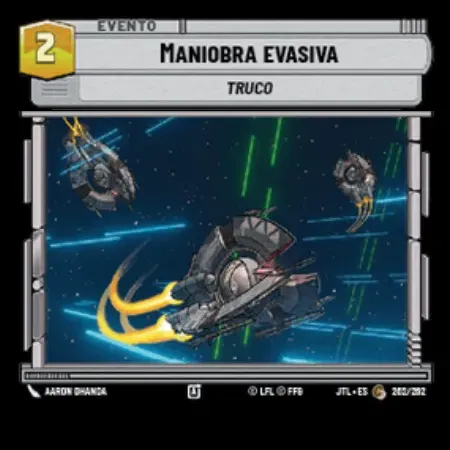 EVENTO
2
MANIOBRA EVASIVA
TRUCO
AARON DHANDA
A
© LFL © FFG
JTL • ES 262/262